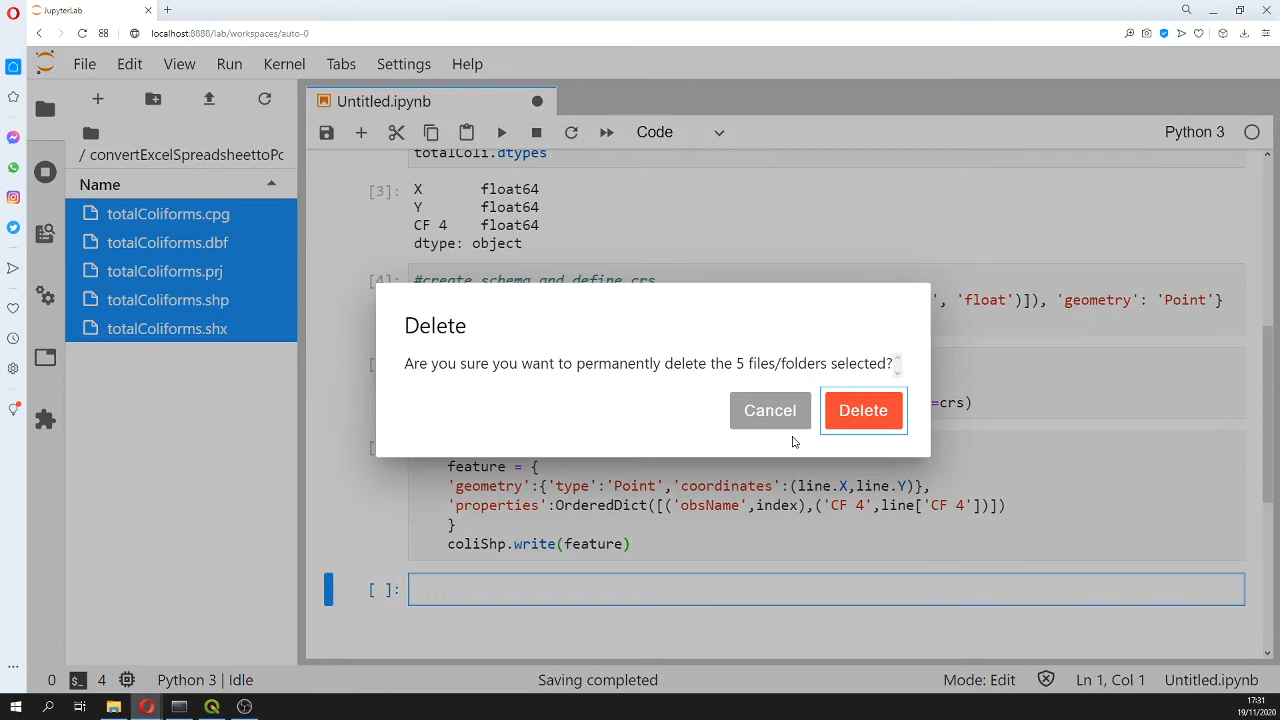 JupyterLab
localhost:8888/lab/workspaces/auto-0
File Edit View Run Kernel Tabs Settings Help
Untitled.ipynb
Code
Python 3
/ convertExcelSpreadsheettoPc
Name
totalColiforms.cpg
totalColiforms.dbf
totalColiforms.prj
totalColiforms.shp
totalColiforms.shx
totalColi.dtypes
[3]: X float64
Y float64
CF 4 float64
dtype: object
[4] #create schema and define crs
, 'float')]), 'geometry': 'Point'}
=crs)
Delete
Are you sure you want to permanently delete the 5 files/folders selected?
Cancel Delete
feature = {
'geometry':{'type':'Point','coordinates':(line.X,line.Y)},
'properties':OrderedDict([('obsName',index),('CF 4',line['CF 4'])])
}
coliShp.write(feature)
[ ]:
0 $_ 4 Python 3 | Idle Saving completed Mode: Edit Ln 1, Col 1 Untitled.ipynb
17:31
19/11/2020